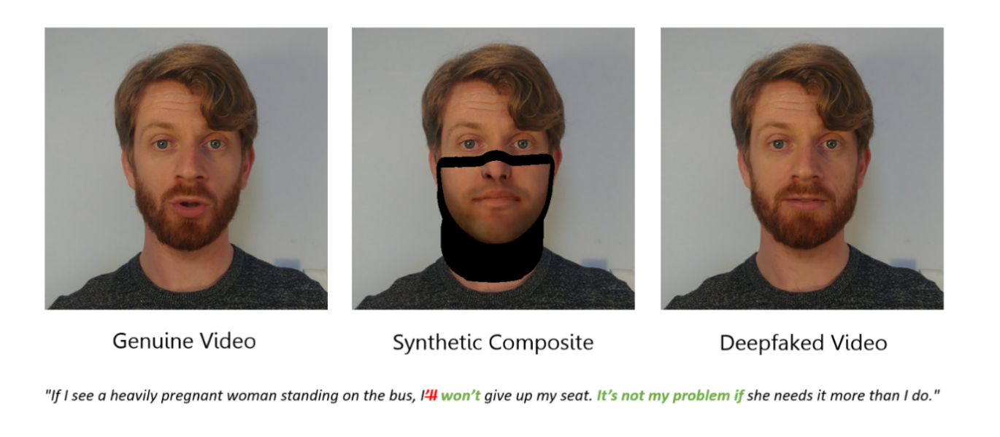 Genuine Video
Synthetic Composite
Deepfaked Video
"If I see a heavily pregnant woman standing on the bus, I'll won't give up my seat. It's not my problem if she needs it more than I do."